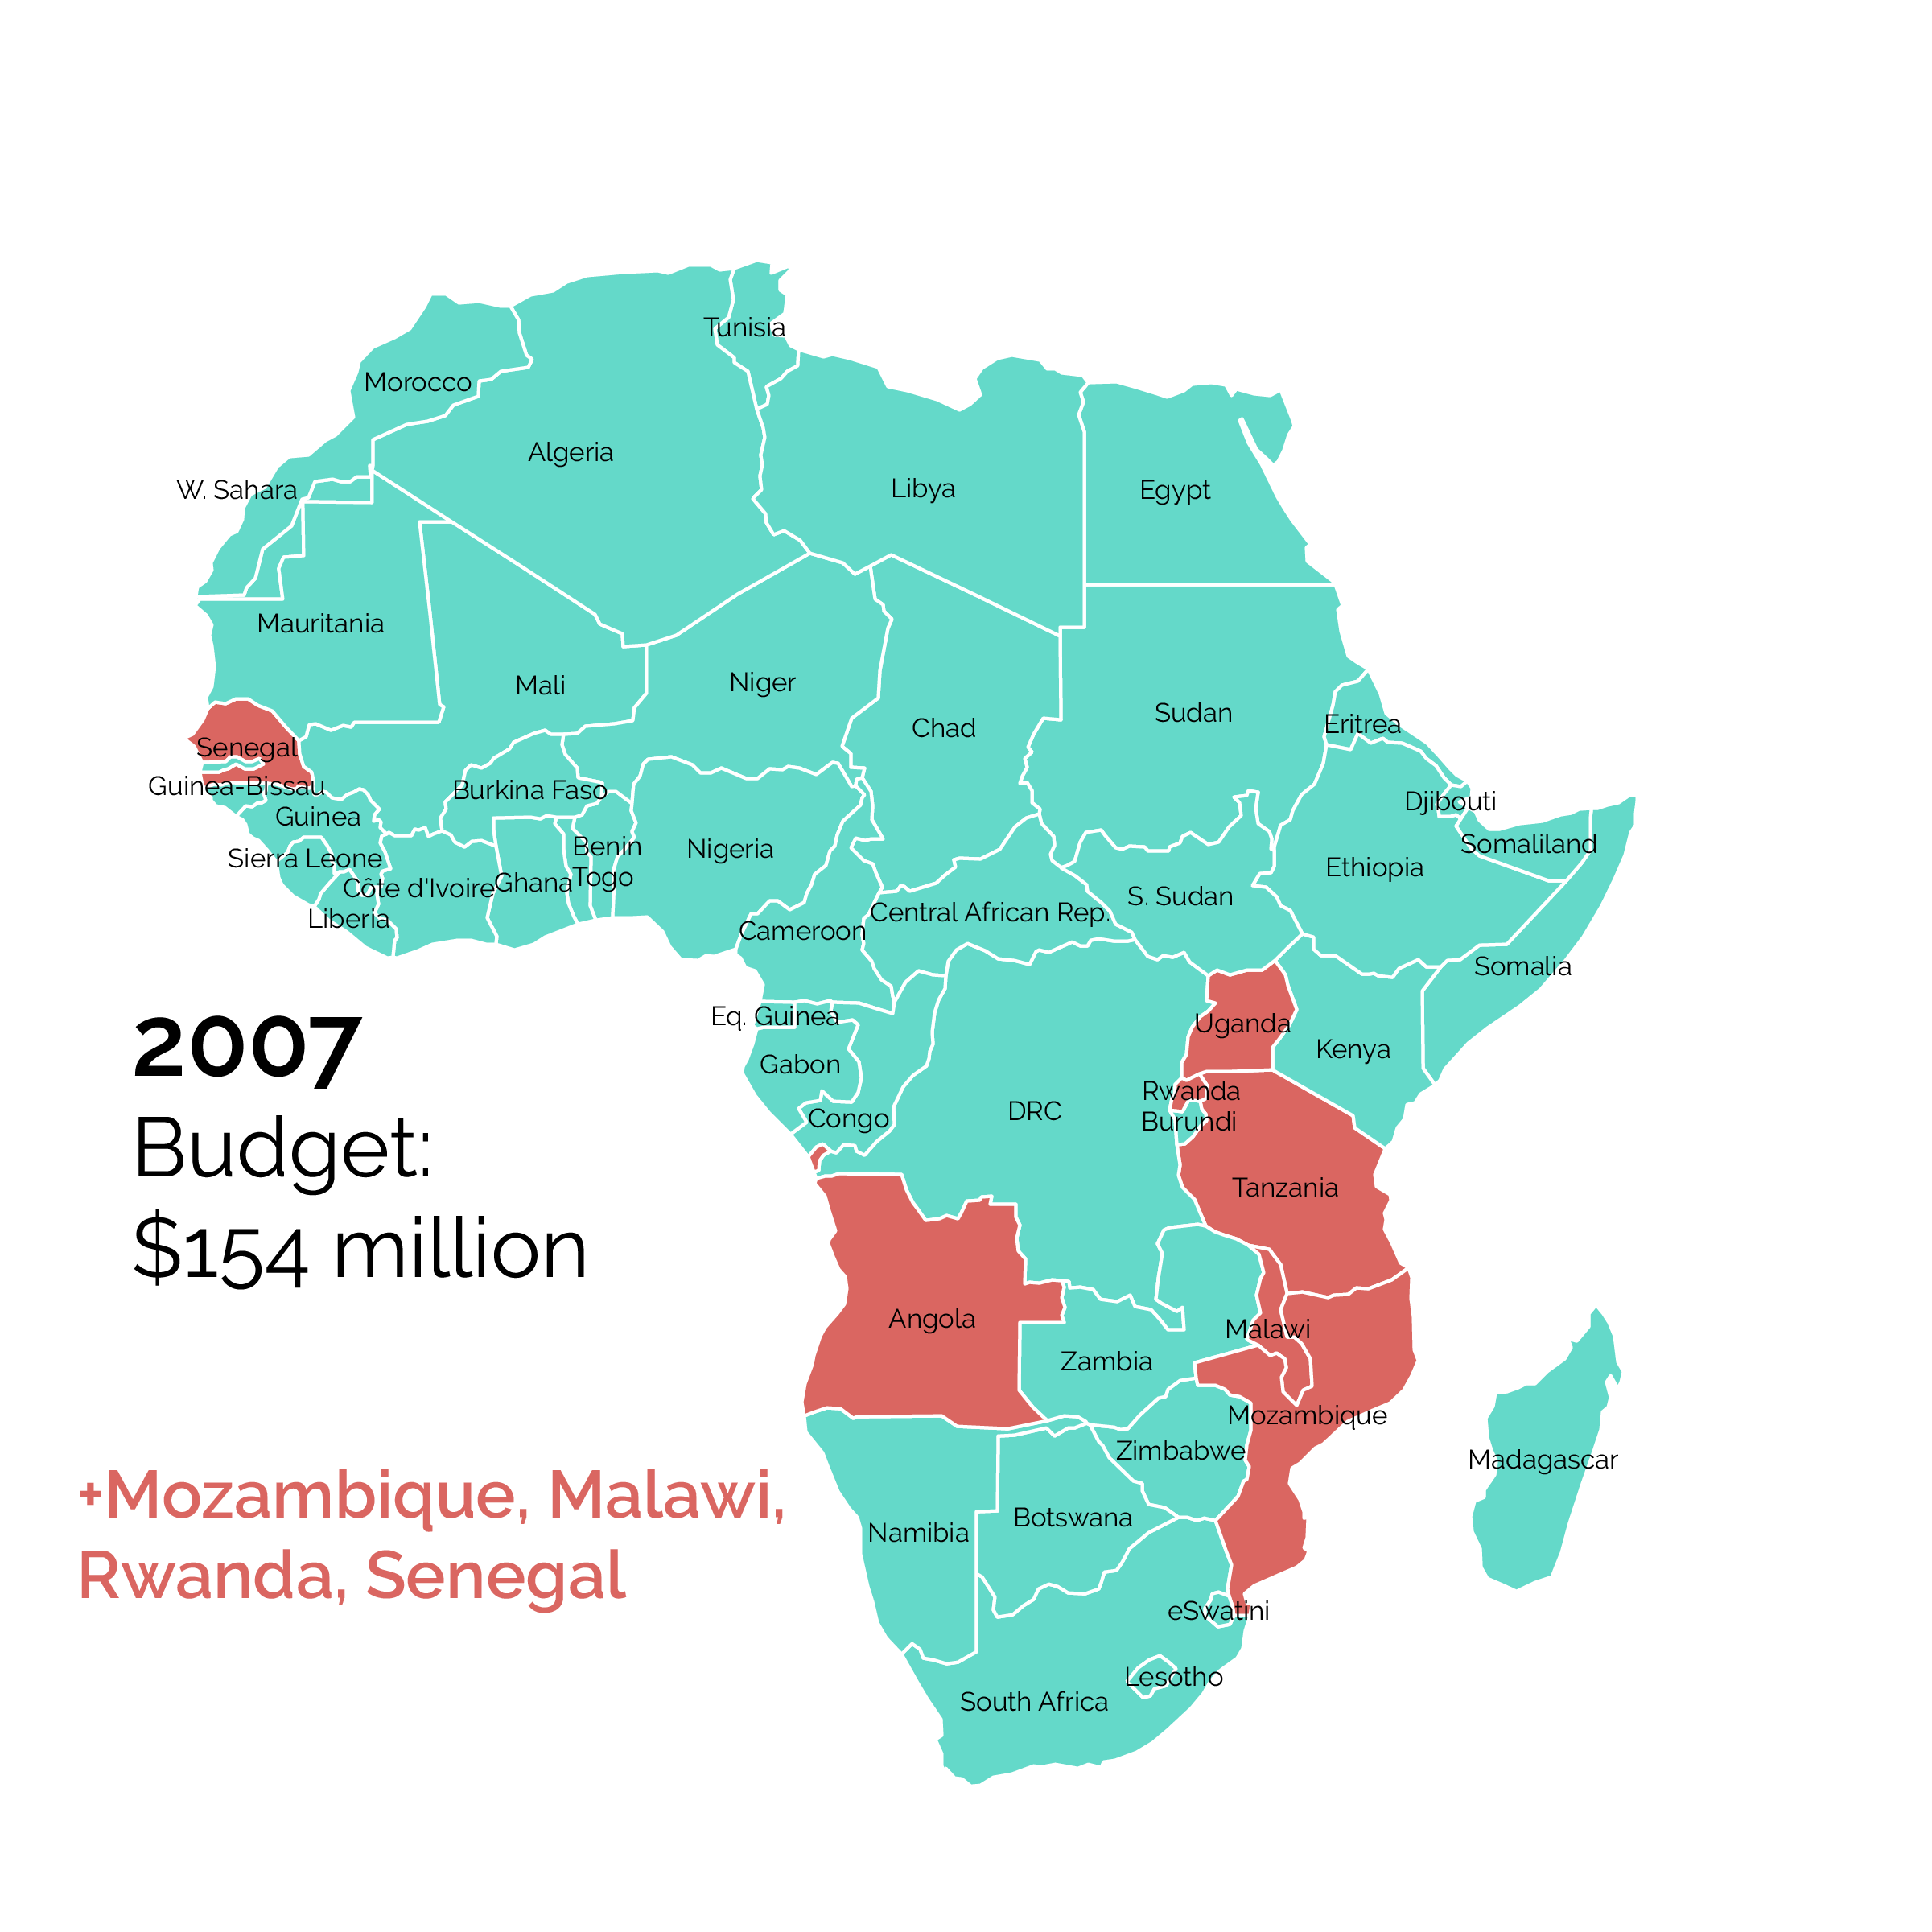 Tunisia
Morocco
Algeria
W. Sahara
Libya
Egypt
Mauritania
Mali
Niger
Chad
Sudan
Eritrea
Senegal
Guinea-Bissau
Burkina Faso
Djibouti
Guinea
Benin
Nigeria
Somaliland
Sierra Leone
Ethiopia
Côte d'Ivoire
Ghana
Togo
S. Sudan
Liberia
Central African Rep.
Cameroon
Somalia
Eq. Guinea
Uganda
Kenya
Gabon
Rwanda
Congo
DRC
Burundi
Tanzania
2007
Budget:
$154 million
Angola
Malawi
Zambia
Mozambique
Zimbabwe
Madagascar
Botswana
Namibia
+Mozambique, Malawi,
Rwanda, Senegal
eSwatini
Lesotho
South Africa